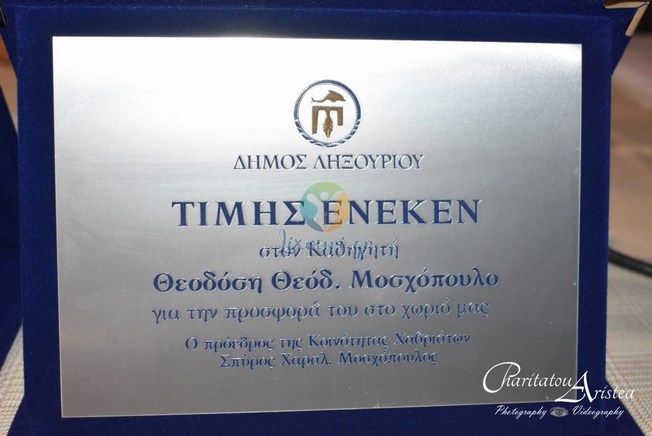 ΔΗΜΟΣ ΛΗΞΟΥΡΙΟΥ
ΤΙΜΗΣ ΕΝΕΚΕΝ
στον Καθηγητή
Θεοδόση Θεόδ. Μοσχόπουλο
για την προσφορά του στο χωριό μας
Ο πρόεδρος της Κοινότητας Χαβριάτων
Σπύρος Χαραλ. Μοσχόπουλος
Charitatou Aristea
Photography Videography